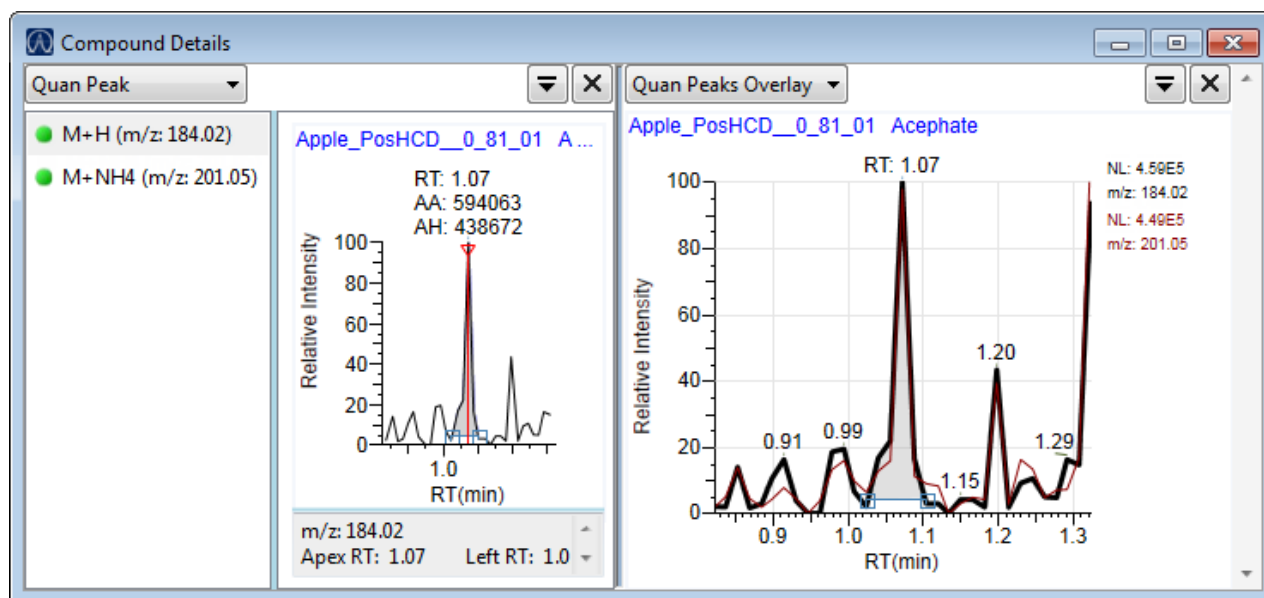 Compound Details
Quan Peak
M+H (m/z: 184.02)
M+NH4 (m/z: 201.05)
Apple_PosHCD__0_81_01 A ...
RT: 1.07
AA: 594063
AH: 438672
Relative Intensity
100
80
60
40
20
0
1.0
RT(min)
m/z: 184.02
Apex RT: 1.07 Left RT: 1.0
Quan Peaks Overlay
Apple_PosHCD__0_81_01 Acephate
RT: 1.07
NL: 4.59E5
m/z: 184.02
NL: 4.49E5
m/z: 201.05
Relative Intensity
100
80
60
40
20
0
0.91
0.99
1.15
1.20
1.29
0.9 1.0 1.1 1.2 1.3
RT(min)